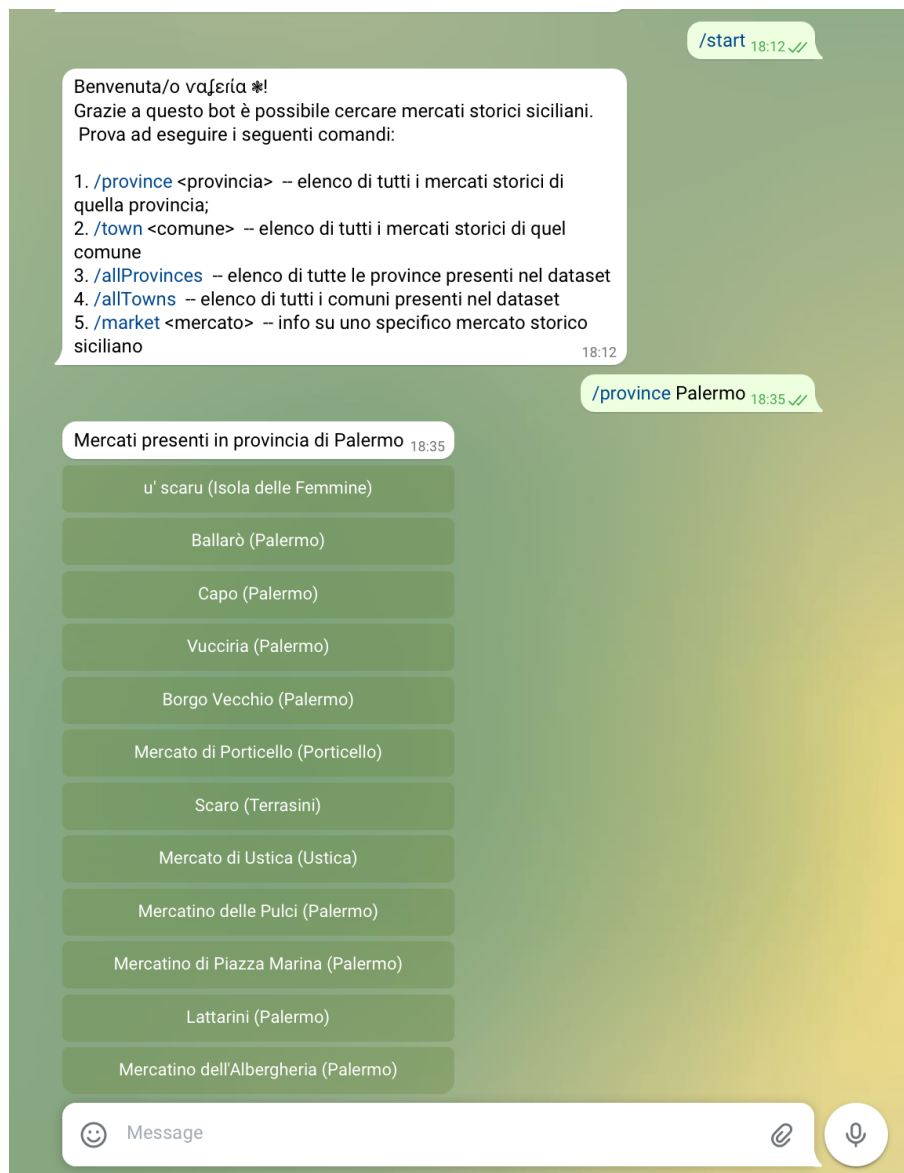 /start 18:12
Benvenuta/o ναʆεɾία ❃!
Grazie a questo bot è possibile cercare mercati storici siciliani.
Prova ad eseguire i seguenti comandi:
1. /province <provincia> -- elenco di tutti i mercati storici di
quella provincia;
2. /town <comune> -- elenco di tutti i mercati storici di quel
comune
3. /allProvinces -- elenco di tutte le province presenti nel dataset
4. /allTowns -- elenco di tutti i comuni presenti nel dataset
5. /market <mercato> -- info su uno specifico mercato storico
siciliano
18:12
/province Palermo 18:35
Mercati presenti in provincia di Palermo 18:35
u' scaru (Isola delle Femmine)
Ballarò (Palermo)
Capo (Palermo)
Vucciria (Palermo)
Borgo Vecchio (Palermo)
Mercato di Porticello (Porticello)
Scaro (Terrasini)
Mercato di Ustica (Ustica)
Mercatino delle Pulci (Palermo)
Mercatino di Piazza Marina (Palermo)
Lattarini (Palermo)
Mercatino dell'Albergheria (Palermo)
Message